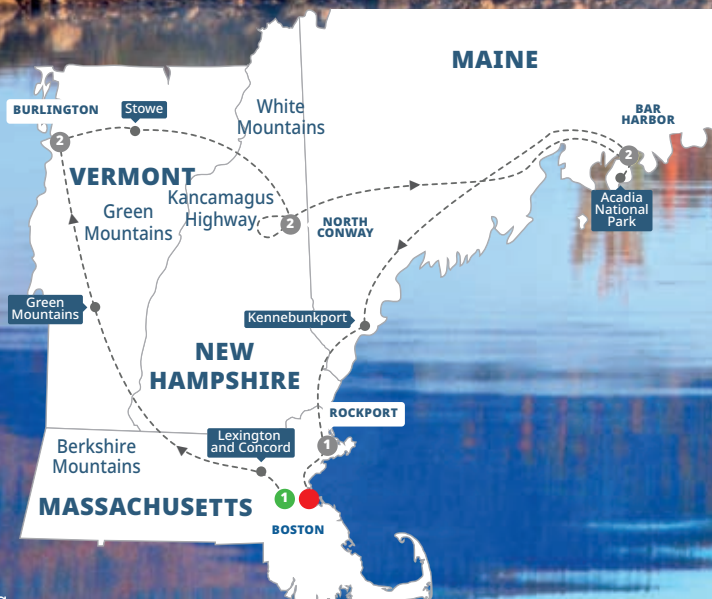 MAINE
BURLINGTON
Stowe
White
Mountains
BAR
HARBOR
2
2
VERMONT
Kancamagus
Highway
Green
Mountains
2
NORTH
CONWAY
Acadia
National
Park
Green
Mountains
Kennebunkport
NEW
HAMPSHIRE
ROCKPORT
1
Lexington
and Concord
Berkshire
Mountains
MASSACHUSETTS
1
BOSTON